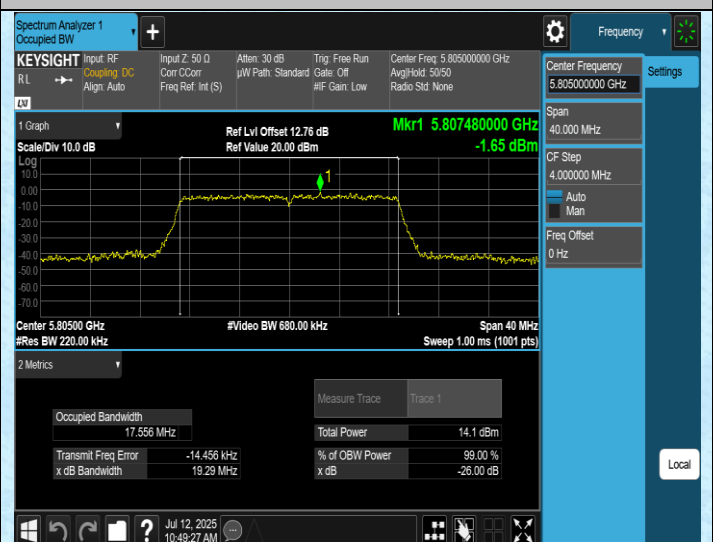 Spectrum Analyzer 1
Occupied BW
Frequency
KEYSIGHT Input: RF Input Z: 50 Ω Atten: 30 dB Trig: Free Run Center Freq: 5.805000000 GHz
RL Coupling: DC Corr CCorr µW Path: Standard Gate: Off Avg|Hold: 50/50
Align: Auto Freq Ref: Int (S) #IF Gain: Low Radio Std: None
LXI
Center Frequency
5.805000000 GHz
Settings
Span
40.000 MHz
CF Step
4.000000 MHz
Auto
Man
Freq Offset
0 Hz
1 Graph
Ref Lvl Offset 12.76 dB
Mkr1 5.807480000 GHz
Scale/Div 10.0 dB
Ref Value 20.00 dBm
-1.65 dBm
Log
10.0
0.00
-10.0
-20.0
-30.0
-40.0
-50.0
-60.0
-70.0
1
Center 5.80500 GHz #Video BW 680.00 kHz Span 40 MHz
#Res BW 220.00 kHz Sweep 1.00 ms (1001 pts)
2 Metrics
Measure Trace Trace 1
Occupied Bandwidth
17.556 MHz
Total Power 14.1 dBm
Transmit Freq Error -14.456 kHz % of OBW Power 99.00 %
x dB Bandwidth 19.29 MHz x dB -26.00 dB
Local
Jul 12, 2025
10:49:27 AM